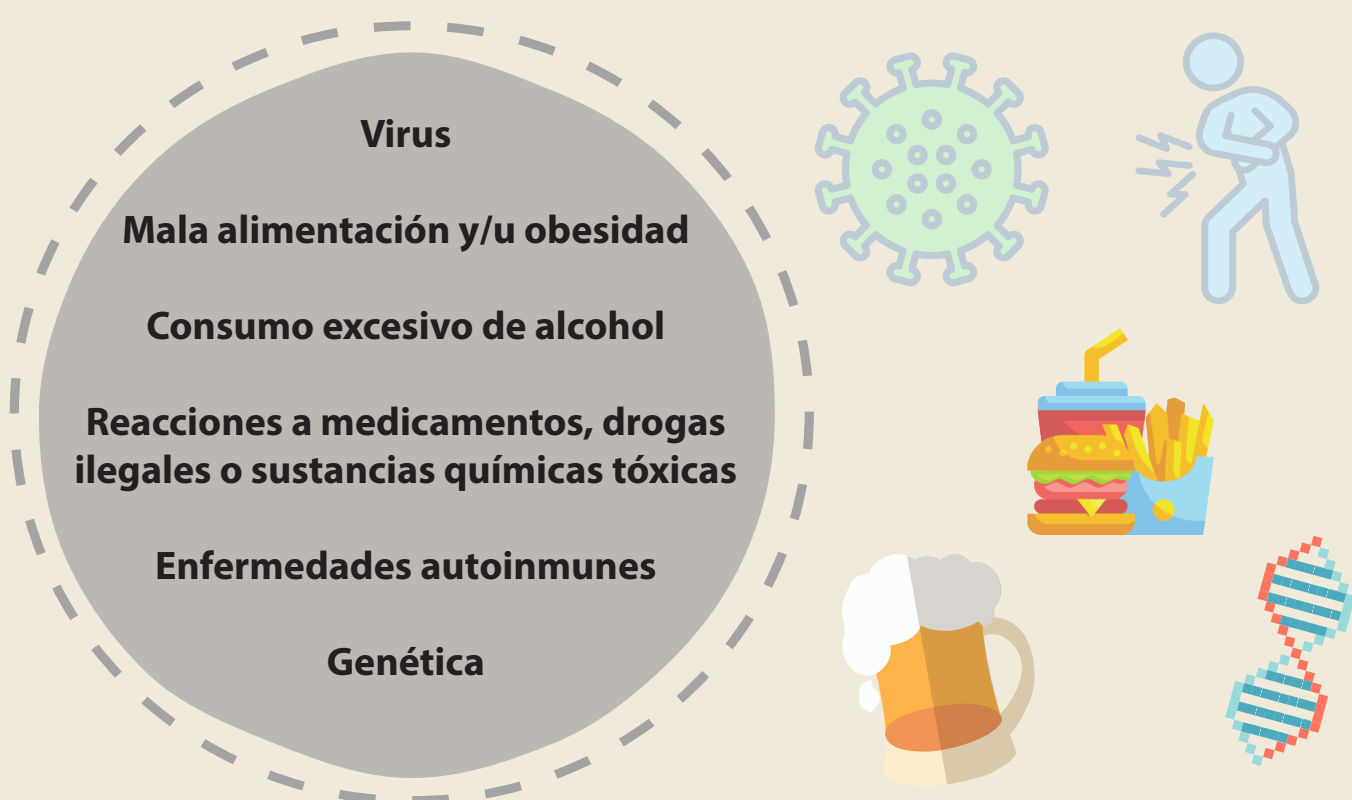 Virus
Mala alimentación y/u obesidad
Consumo excesivo de alcohol
Reacciones a medicamentos, drogas
ilegales o sustancias químicas tóxicas
Enfermedades autoinmunes
Genética